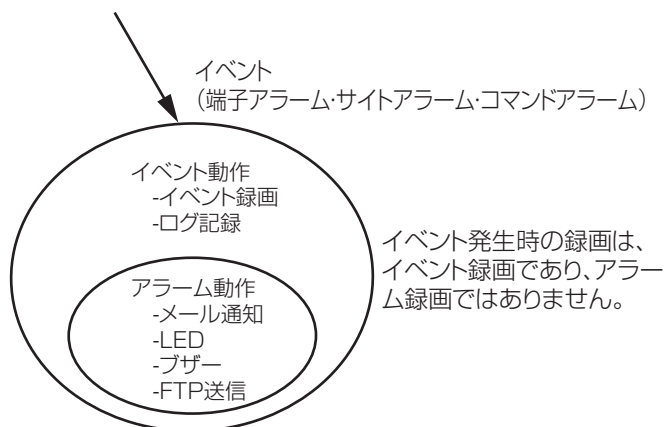 イベント
(端子アラーム・サイトアラーム・コマンドアラーム)
イベント動作
-イベント録画
-ログ記録
アラーム動作
-メール通知
-LED
-ブザー
-FTP送信
イベント発生時の録画は、
イベント録画であり、アラー
ム録画ではありません。